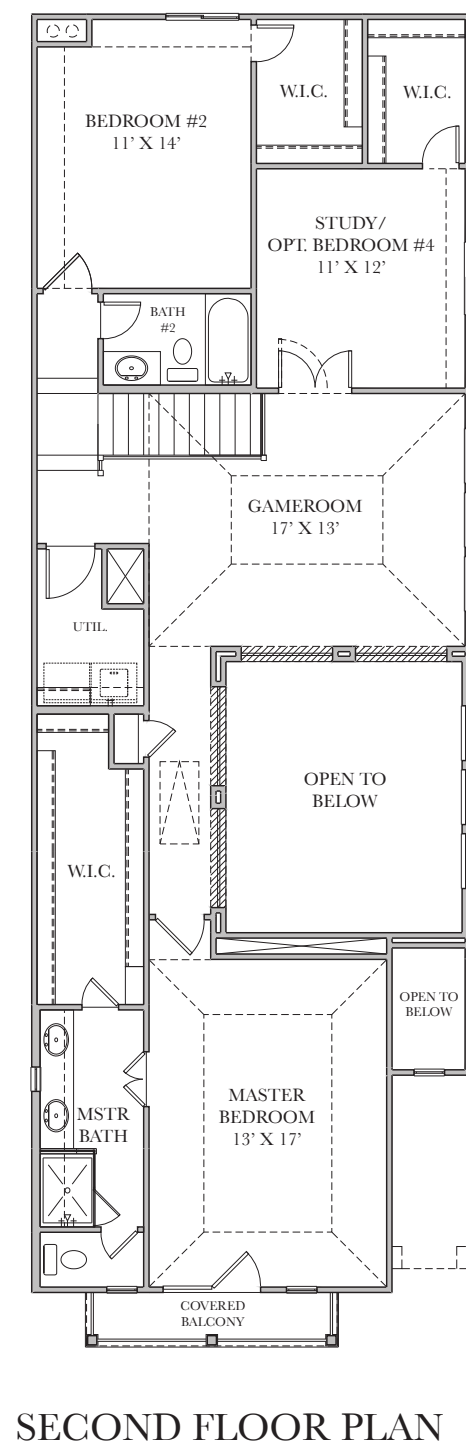 W.I.C.
W.I.C.
BEDROOM #2
11’ X 14’
STUDY/
OPT. BEDROOM #4
11’ X 12’
BATH
#2
GAMEROOM
17’ X 13’
UTIL.
OPEN TO
BELOW
W.I.C.
OPEN TO
BELOW
MASTER
BEDROOM
13’ X 17’
MSTR
BATH
COVERED
BALCONY
SECOND FLOOR PLAN